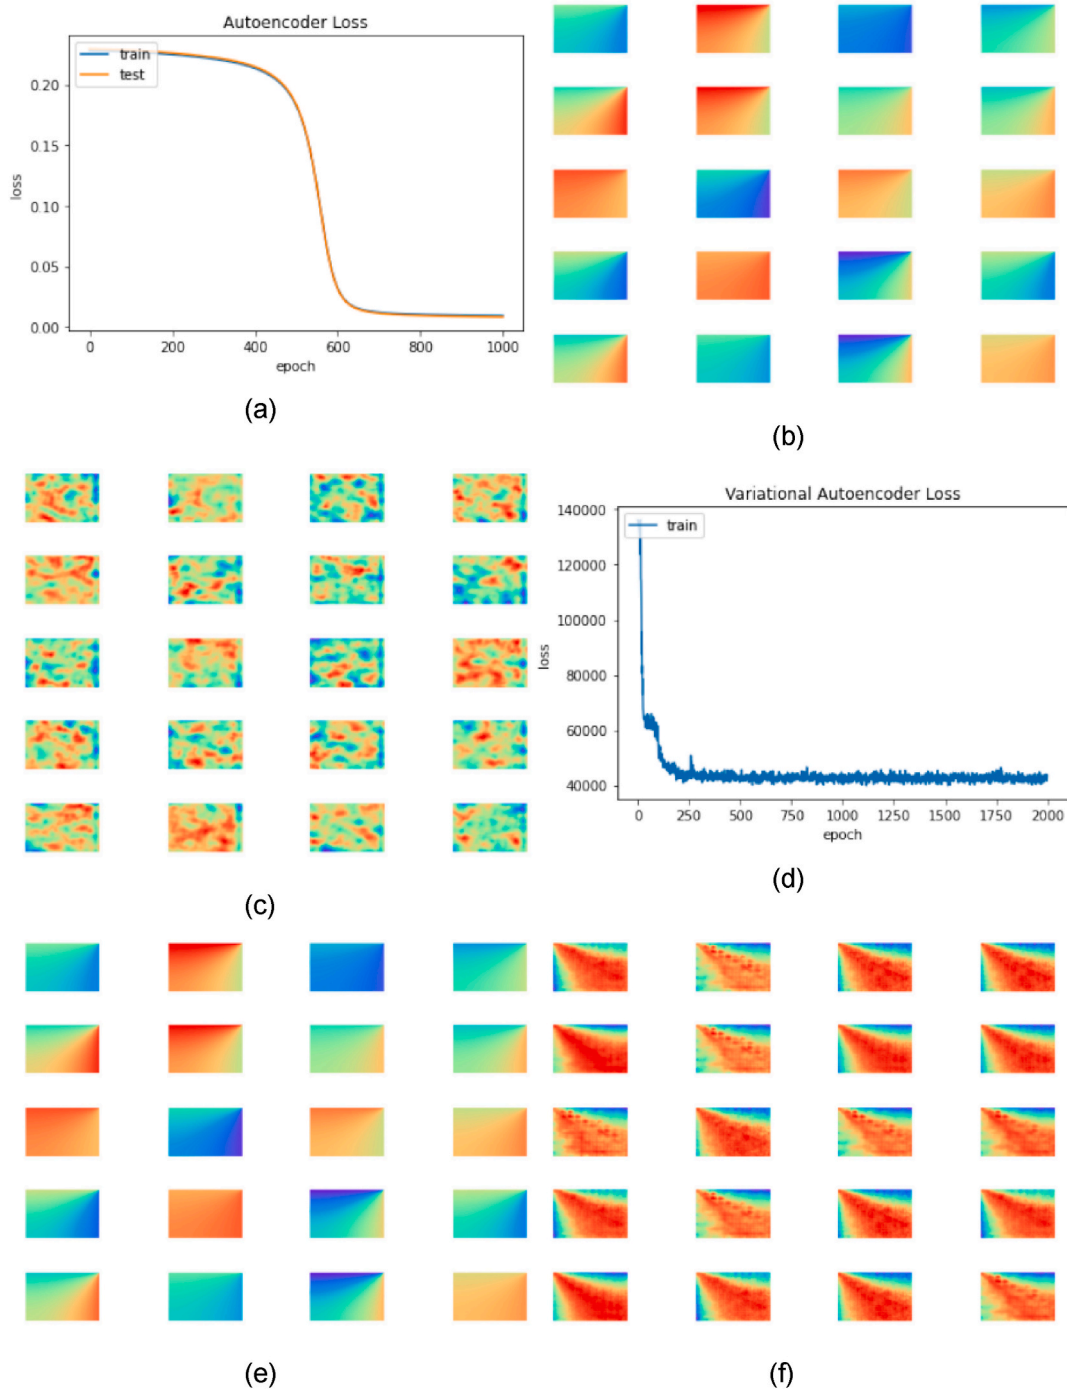 Autoencoder Loss
train
test
0.20
0.15
0.10
0.05
0.00
loss
0 200 400 600 800 1000
epoch
(a)
(b)
(c)
Variational Autoencoder Loss
train
140000
120000
100000
80000
60000
40000
loss
0 250 500 750 1000 1250 1500 1750 2000
epoch
(d)
(e)
(f)